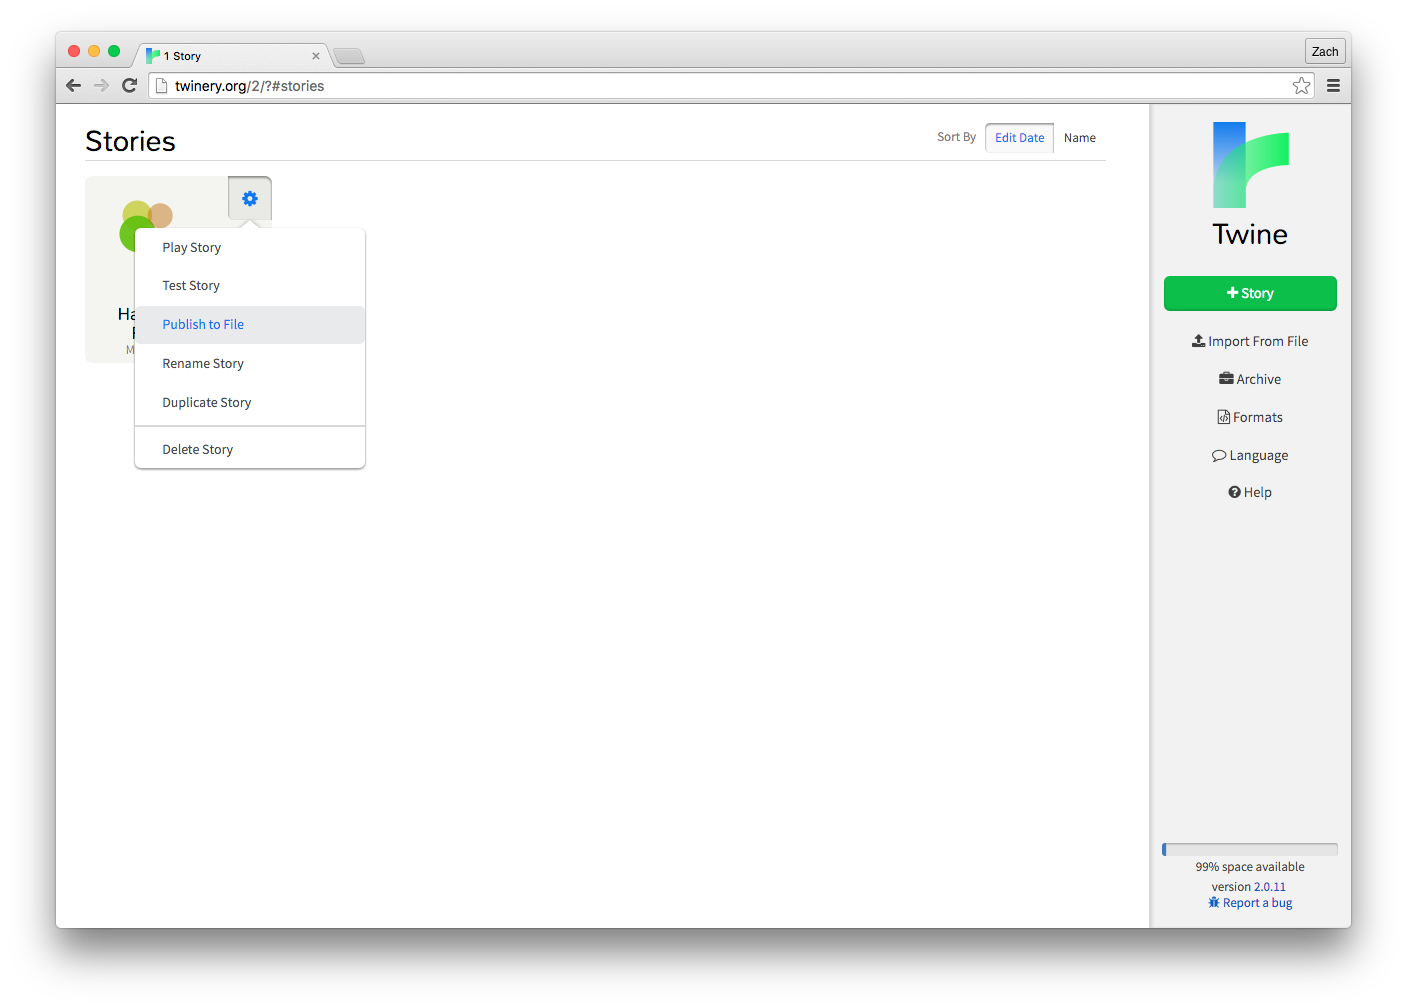 1 Story
Zach
twinery.org/2/?#stories
Stories
Sort By Edit Date Name
Play Story
Test Story
Publish to File
Rename Story
Duplicate Story
Delete Story
Twine
+ Story
Import From File
Archive
Formats
Language
Help
99% space available
version 2.0.11
Report a bug